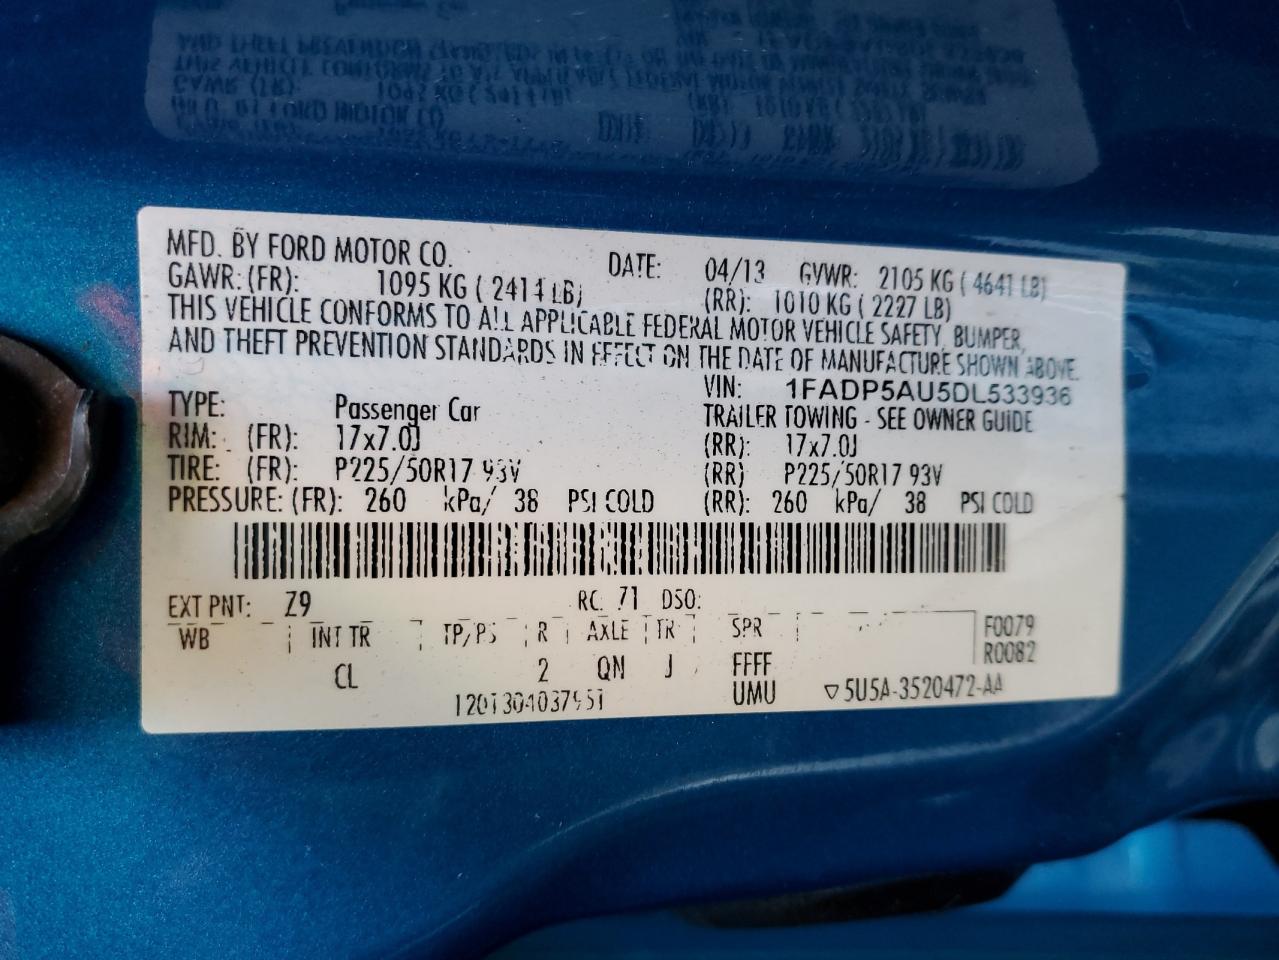 MFD. BY FORD MOTOR CO. DATE: 04/13 GVWR: 2105 KG ( 4641 LB)
GAWR: (FR): 1095 KG ( 2414 LB) (RR): 1010 KG ( 2227 LB)
THIS VEHICLE CONFORMS TO ALL APPLICABLE FEDERAL MOTOR VEHICLE SAFETY, BUMPER,
AND THEFT PREVENTION STANDARDS IN EFFECT ON THE DATE OF MANUFACTURE SHOWN ABOVE.
VIN: 1FADP5AU5DL533936
TYPE: Passenger Car TRAILER TOWING - SEE OWNER GUIDE
RIM: (FR): 17x7.0J (RR): 17x7.0J
TIRE: (FR): P225/50R17 93V (RR) P225/50R17 93V
PRESSURE: (FR): 260 kPa/ 38 PSI COLD (RR): 260 kPa/ 38 PSI COLD
EXT PNT: Z9 RC: 71 DSO:
WB INT TR TP/PS R AXLE TR SPR F0079
R0082
CL 2 QN J FFFF
UMU ▽5U5A-3520472-AA